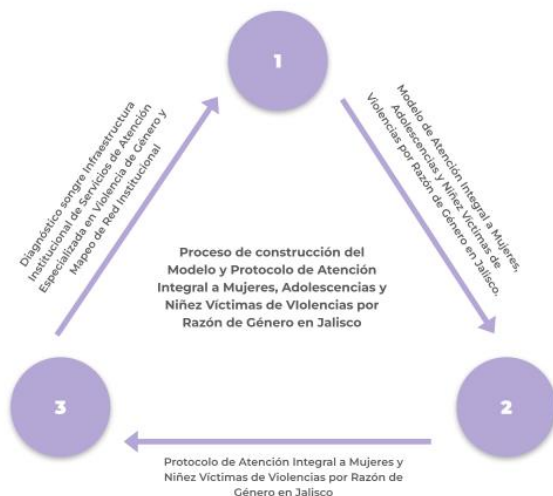 1
Diagnóstico songre Infraestructura
Institucional de Servicios de Atención
Especializada en Violencia de Género y
Mapeo de Red Institucional
Modelo de Atención Integral a Mujeres,
Adolescencias y Niñez Víctimas de
Violencias por Razón de Género en Jalisco.
Proceso de construcción del
Modelo y Protocolo de Atención
Integral a Mujeres, Adolescencias y
Niñez Víctimas de VIolencias por
Razón de Género en Jalisco
3
2
Protocolo de Atención Integral a Mujeres y
Niñez Víctimas de Violencias por Razón de
Género en Jalisco